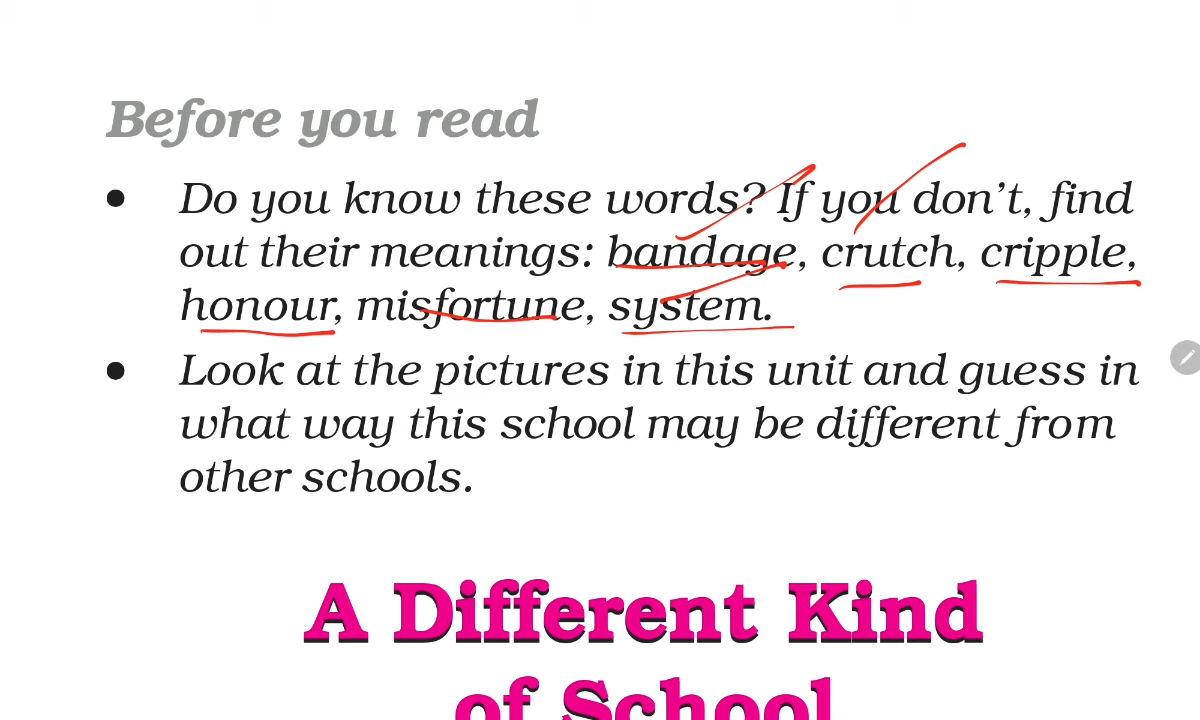 Before you read
● Do you know these words? If you don't, find
out their meanings: bandage, crutch, cripple,
honour, misfortune, system.
● Look at the pictures in this unit and guess in
what way this school may be different from
other schools.
A Different Kind
of School